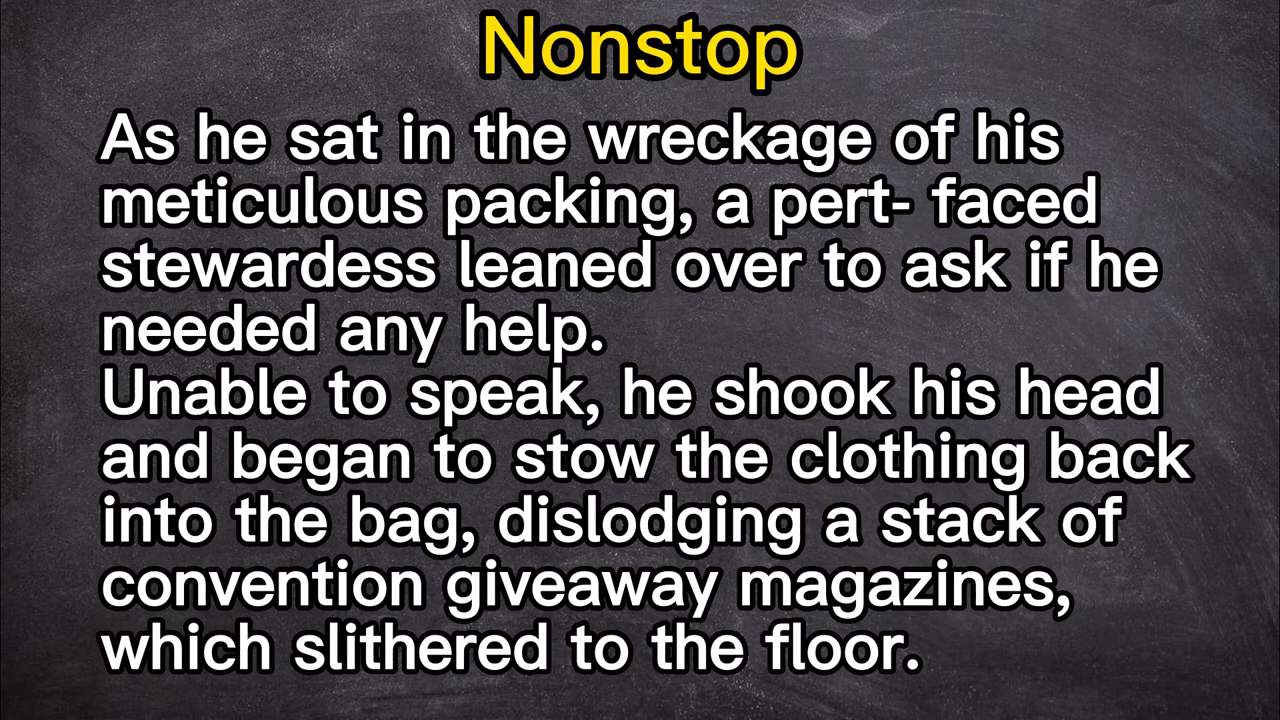 Nonstop
As he sat in the wreckage of his
meticulous packing, a pert- faced
stewardess leaned over to ask if he
needed any help.
Unable to speak, he shook his head
and began to stow the clothing back
into the bag, dislodging a stack of
convention giveaway magazines,
which slithered to the floor.